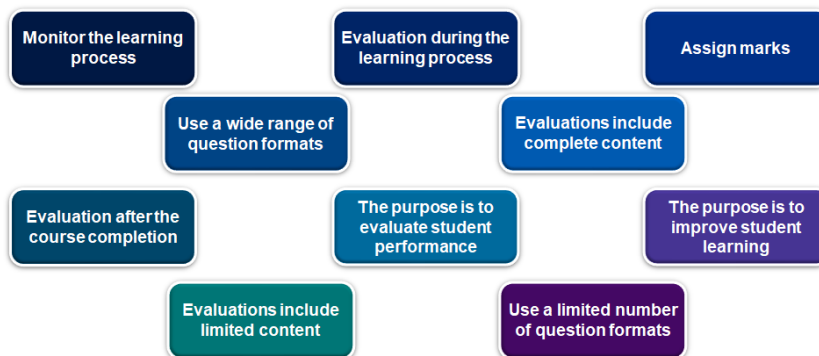 Monitor the learning
process
Evaluation during the
learning process
Assign marks
Use a wide range of
question formats
Evaluations include
complete content
Evaluation after the
course completion
The purpose is to
evaluate student
performance
The purpose is to
improve student
learning
Evaluations include
limited content
Use a limited number
of question formats